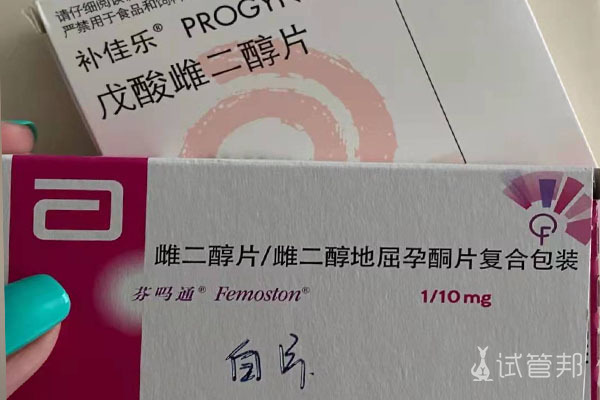 请仔细阅读
严禁用于食品和饲料
补佳乐® PROGY
戊酸雌二醇片
雌二醇片/雌二醇地屈孕酮片复合包装
芬吗通® Femoston® 1/10mg
白片
试管邦